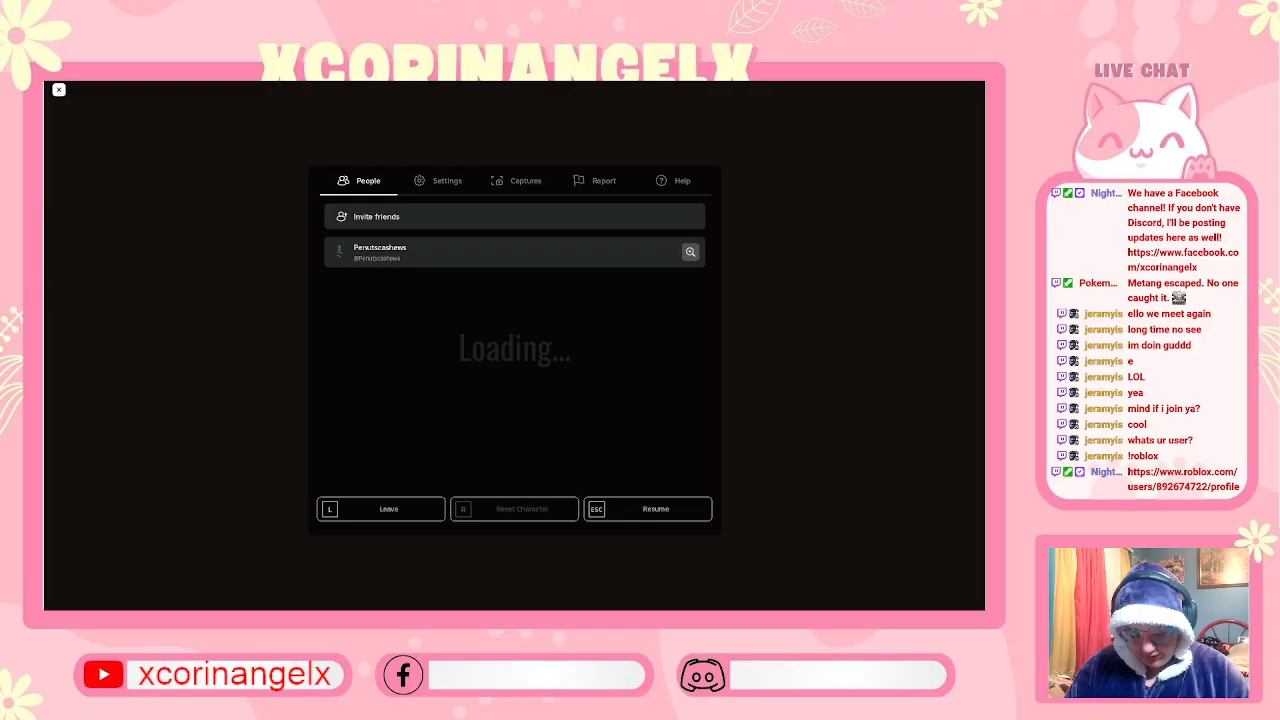 XCORINANGELX
People
Settings
Captures
Report
Help
Invite friends
Penutscashews
@Penutscashews
Loading...
L
Leave
R
Reset Character
ESC
Resume
LIVE CHAT
Night... We have a Facebook
channel! If you don't have
Discord, I'll be posting
updates here as well!
https://www.facebook.co
m/xcorinangelx
Pokem... Metang escaped. No one
caught it.
jeramyis ello we meet again
jeramyis long time no see
jeramyis im doin guddd
jeramyis e
jeramyis LOL
jeramyis yea
jeramyis mind if i join ya?
jeramyis cool
jeramyis whats ur user?
jeramyis !roblox
Night... https://www.roblox.com/
users/892674722/profile
xcorinangelx